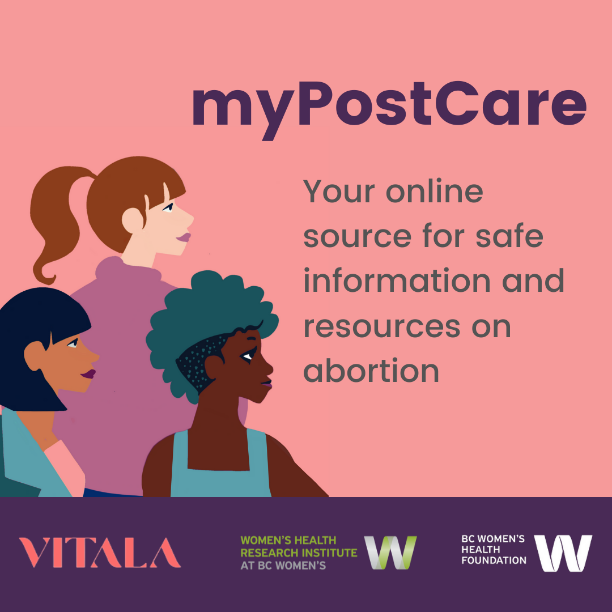 myPostCare
Your online
source for safe
information and
resources on
abortion
VITALA
WOMEN'S HEALTH
RESEARCH INSTITUTE
AT BC WOMEN'S
W
BC WOMEN'S
HEALTH
FOUNDATION
W